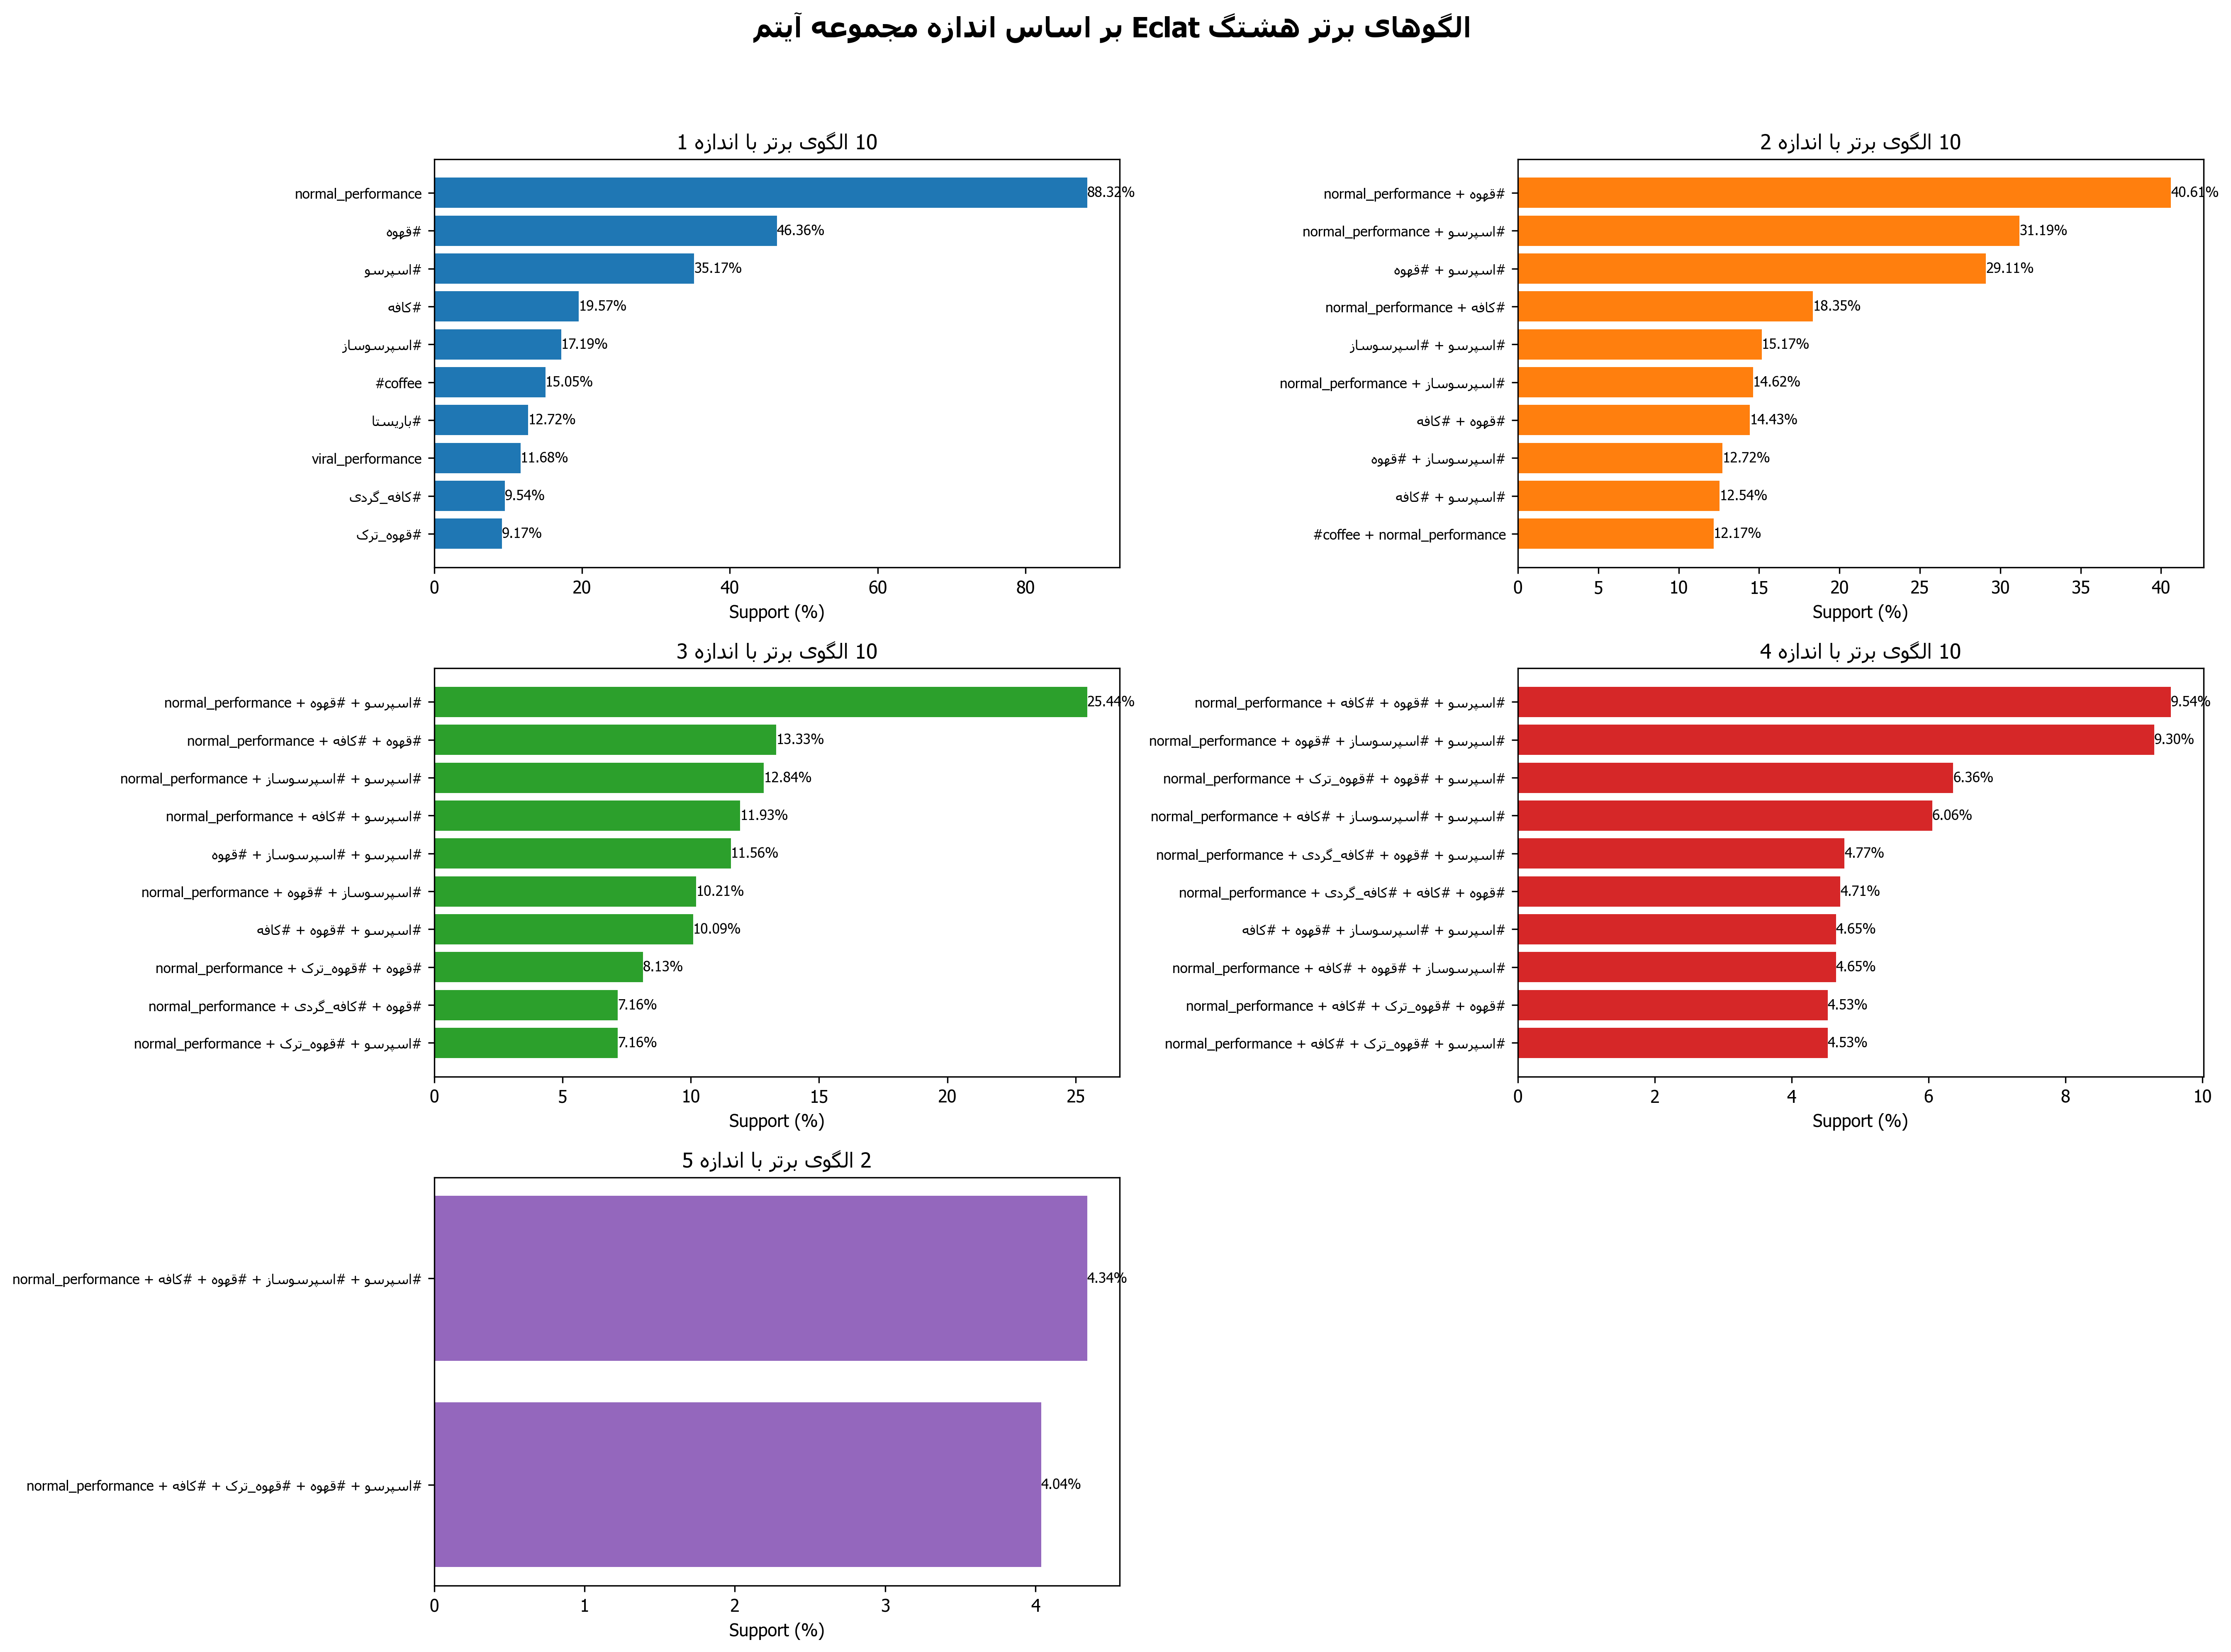 الگوهای برتر هشتگ Eclat بر اساس اندازه مجموعه آیتم
10 الگوی برتر با اندازه 1
normal_performance
88.32%
#قهوه
46.36%
#اسپرسو
35.17%
#کافه
19.57%
#اسپرسوساز
17.19%
#coffee
15.05%
#باریستا
12.72%
viral_performance
11.68%
#کافه_گردی
9.54%
#قهوه_ترک
9.17%
0 20 40 60 80
Support (%)
10 الگوی برتر با اندازه 2
#قهوه + normal_performance
40.61%
#اسپرسو + normal_performance
31.19%
#اسپرسو + #قهوه
29.11%
#کافه + normal_performance
18.35%
#اسپرسو + #اسپرسوساز
15.17%
#اسپرسوساز + normal_performance
14.62%
#قهوه + #کافه
14.43%
#اسپرسوساز + #قهوه
12.72%
#اسپرسو + #کافه
12.54%
#coffee + normal_performance
12.17%
0 5 10 15 20 25 30 35 40
Support (%)
10 الگوی برتر با اندازه 3
#اسپرسو + #قهوه + normal_performance
25.44%
#قهوه + #کافه + normal_performance
13.33%
#اسپرسو + #اسپرسوساز + normal_performance
12.84%
#اسپرسو + #کافه + normal_performance
11.93%
#اسپرسو + #اسپرسوساز + #قهوه
11.56%
#اسپرسوساز + #قهوه + normal_performance
10.21%
#اسپرسو + #قهوه + #کافه
10.09%
#قهوه + #قهوه_ترک + normal_performance
8.13%
#قهوه + #کافه_گردی + normal_performance
7.16%
#اسپرسو + #قهوه_ترک + normal_performance
7.16%
0 5 10 15 20 25
Support (%)
10 الگوی برتر با اندازه 4
#اسپرسو + #قهوه + #کافه + normal_performance
9.54%
#اسپرسو + #اسپرسوساز + #قهوه + normal_performance
9.30%
#اسپرسو + #قهوه + #قهوه_ترک + normal_performance
6.36%
#اسپرسو + #اسپرسوساز + #کافه + normal_performance
6.06%
#اسپرسو + #قهوه + #کافه_گردی + normal_performance
4.77%
#قهوه + #کافه + #کافه_گردی + normal_performance
4.71%
#اسپرسو + #اسپرسوساز + #قهوه + #کافه
4.65%
#اسپرسوساز + #قهوه + #کافه + normal_performance
4.65%
#قهوه + #قهوه_ترک + #کافه + normal_performance
4.53%
#اسپرسو + #قهوه_ترک + #کافه + normal_performance
4.53%
0 2 4 6 8 10
Support (%)
2 الگوی برتر با اندازه 5
#اسپرسو + #اسپرسوساز + #قهوه + #کافه + normal_performance
4.34%
#اسپرسو + #قهوه + #قهوه_ترک + #کافه + normal_performance
4.04%
0 1 2 3 4
Support (%)